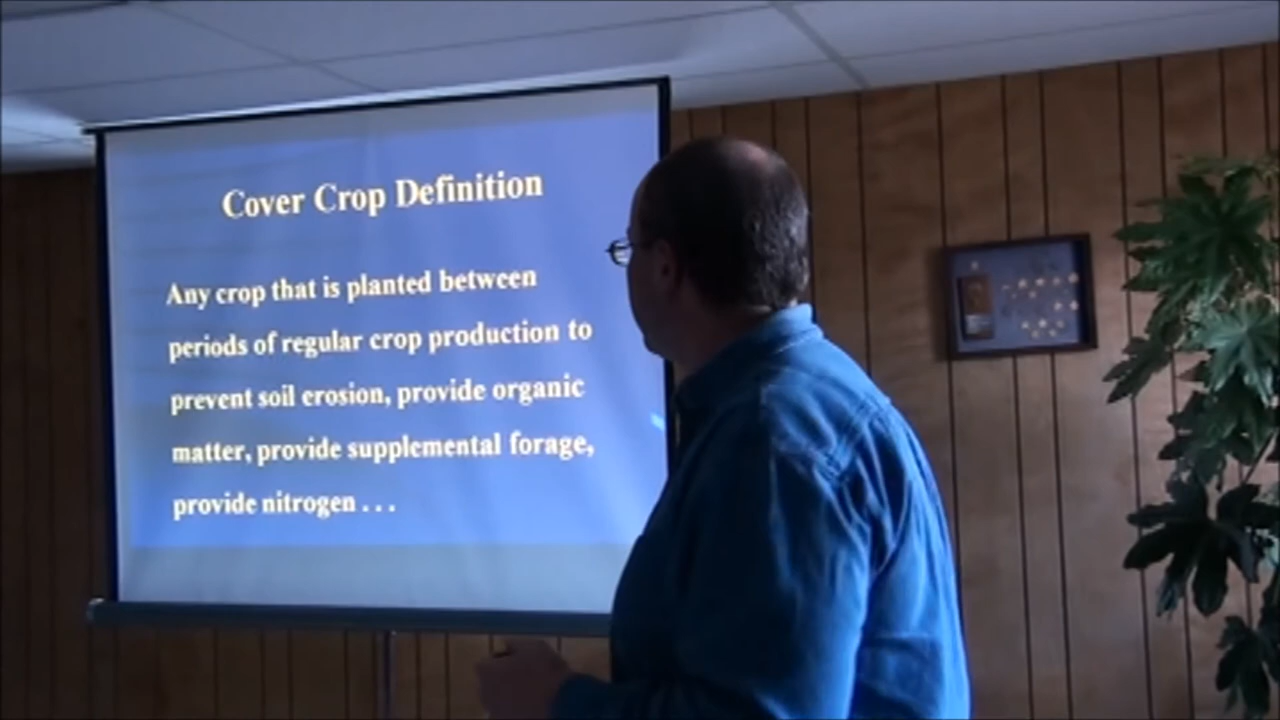 Cover Crop Definition
Any crop that is planted between
periods of regular crop production to
prevent soil erosion, provide organic
matter, provide supplemental forage,
provide nitrogen . . .